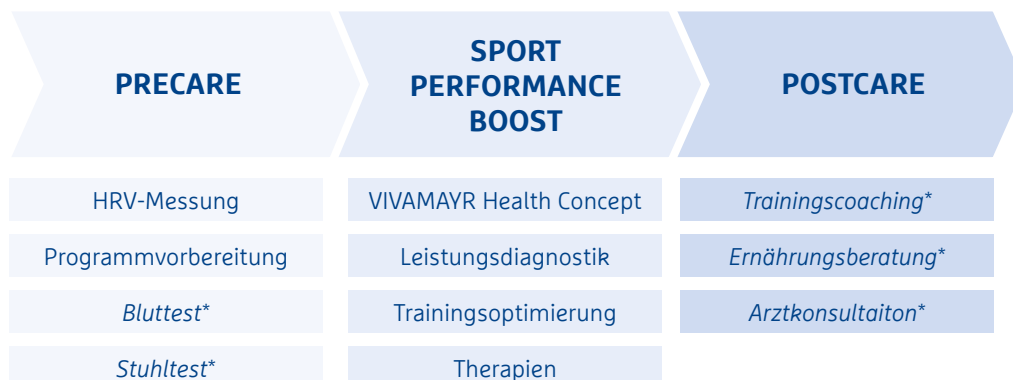 PRECARE
SPORT
PERFORMANCE
BOOST
POSTCARE
HRV-Messung
VIVAMAYR Health Concept
Trainingscoaching*
Programmvorbereitung
Leistungsdiagnostik
Ernährungsberatung*
Bluttest*
Trainingsoptimierung
Arztkonsultaiton*
Stuhltest*
Therapien